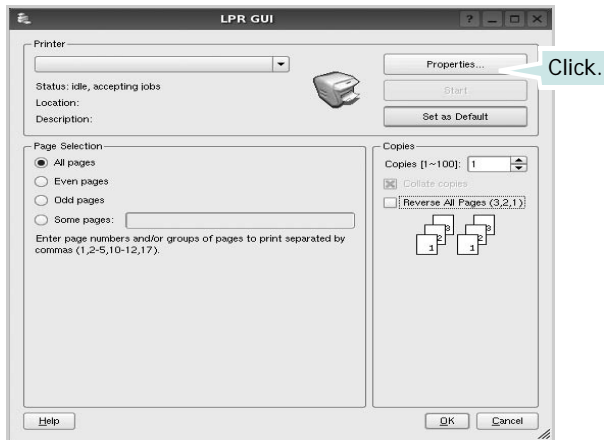 LPR GUI
Printer
Properties...
Click.
Status: idle, accepting jobs
Start
Location:
Description:
Set as Default
Page Selection
All pages
Even pages
Odd pages
Some pages:
Enter page numbers and/or groups of pages to print separated by
commas (1,2-5,10-12,17).
Copies
Copies [1~100]: 1
Collate copies
Reverse All Pages (3,2,1)
3 3
2 2
1 1
Help
OK
Cancel